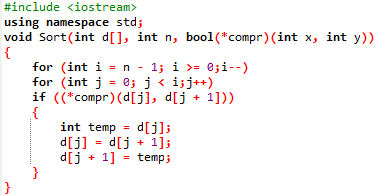 #include <iostream>
using namespace std;
void Sort(int d[], int n, bool(*compr)(int x, int y))
{
    for (int i = n - 1; i >= 0;i--)
    for (int j = 0; j < i;j++)
    if ((*compr)(d[j], d[j + 1]))
    {
        int temp = d[j];
        d[j] = d[j + 1];
        d[j + 1] = temp;
    }
}